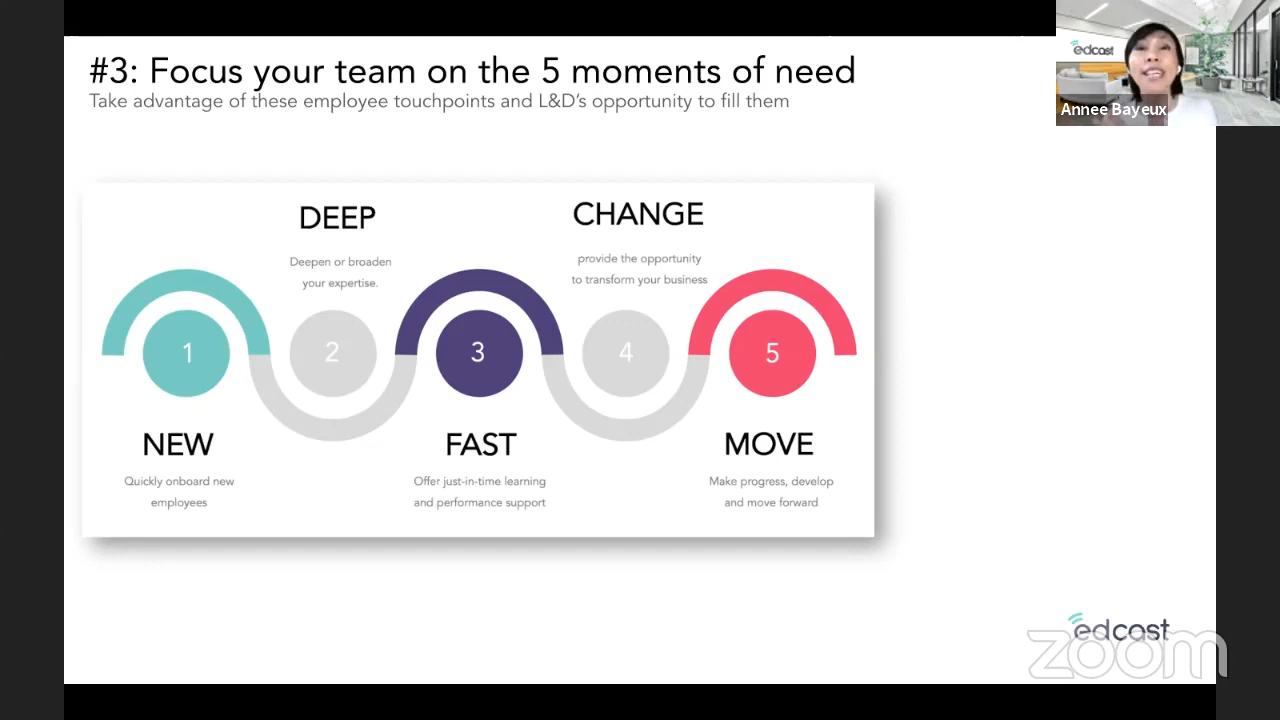 #3: Focus your team on the 5 moments of need
Take advantage of these employee touchpoints and L&D's opportunity to fill them
edcast
Annee Bayeux
DEEP
Deepen or broaden
your expertise.
CHANGE
provide the opportunity
to transform your business
1
2
3
4
5
NEW
Quickly onboard new
employees
FAST
Offer just-in-time learning
and performance support
MOVE
Make progress, develop
and move forward
edcast
zoom